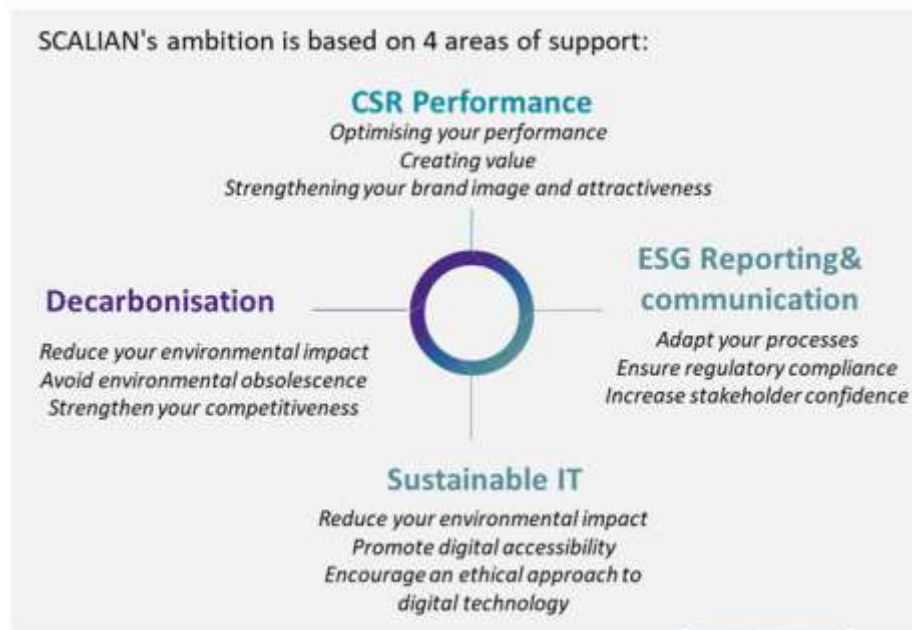 SCALIAN's ambition is based on 4 areas of support:
CSR Performance
Optimising your performance
Creating value
Strengthening your brand image and attractiveness
Decarbonisation
Reduce your environmental impact
Avoid environmental obsolescence
Strengthen your competitiveness
ESG Reporting&
communication
Adapt your processes
Ensure regulatory compliance
Increase stakeholder confidence
Sustainable IT
Reduce your environmental impact
Promote digital accessibility
Encourage an ethical approach to
digital technology